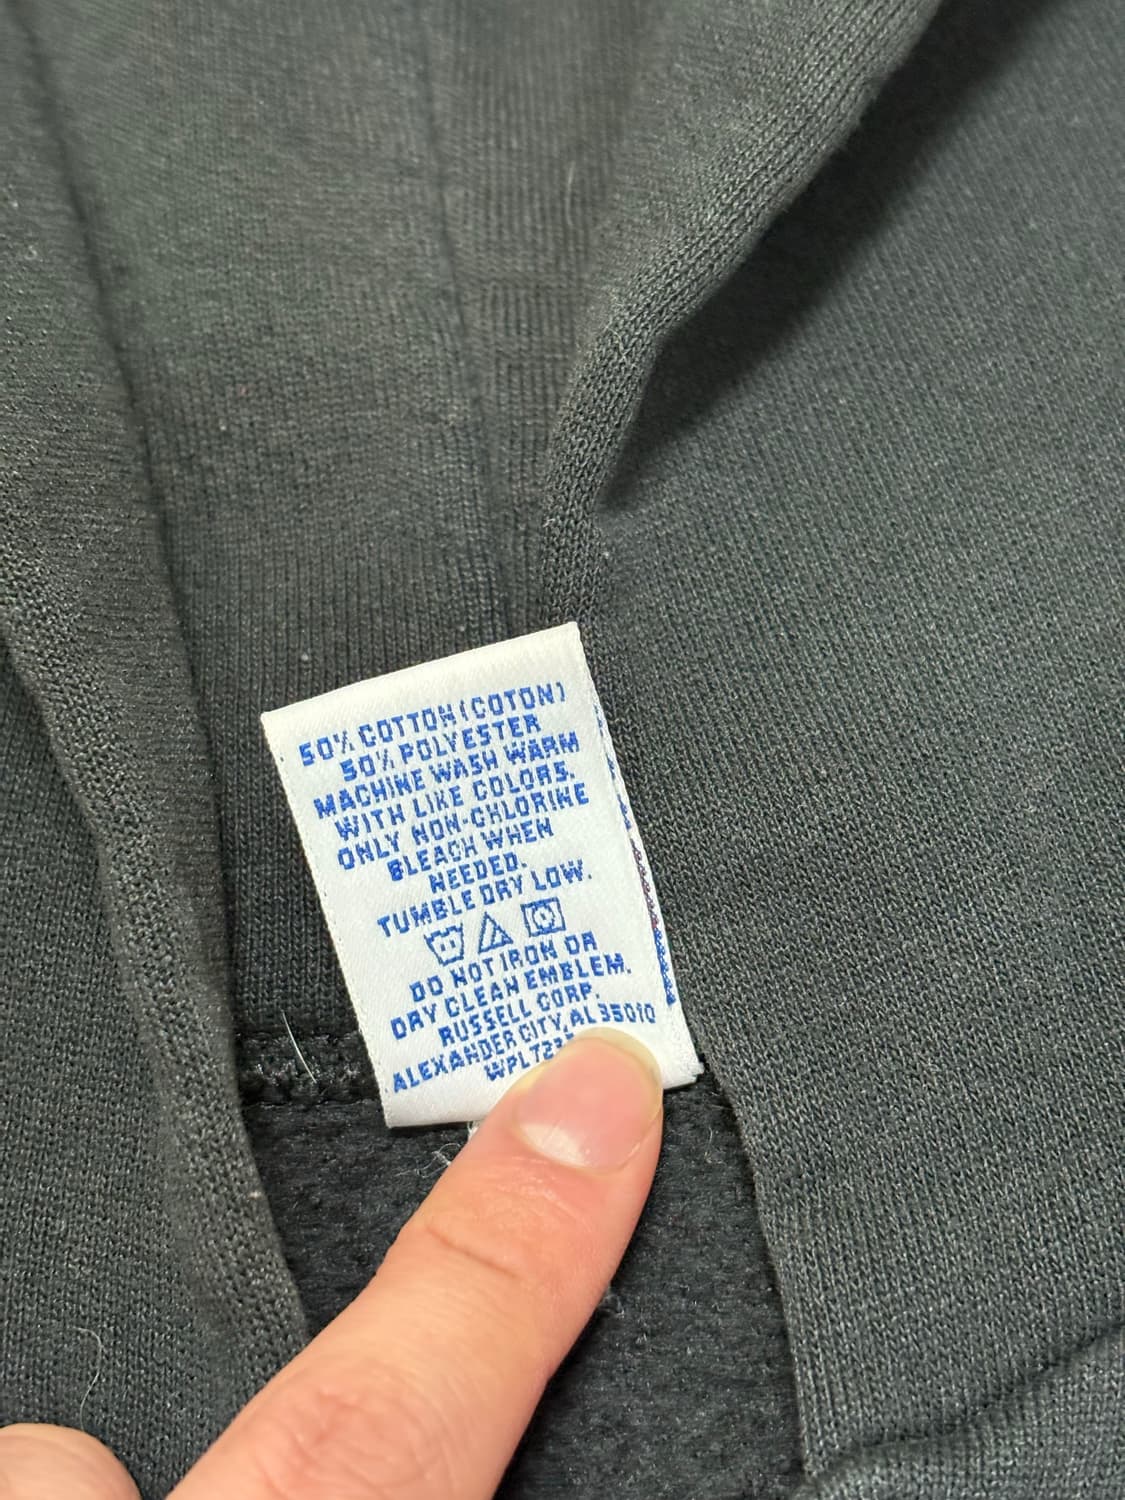 50% COTTON (COTON)
50% POLYESTER
MACHINE WASH WARM
WITH LIKE COLORS.
ONLY NON-CHLORINE
BLEACH WHEN
NEEDED.
TUMBLE DRY LOW.
DO NOT IRON OR
DRY CLEAN EMBLEM.
RUSSELL CORP.
ALEXANDER CITY, AL 35010
WPL